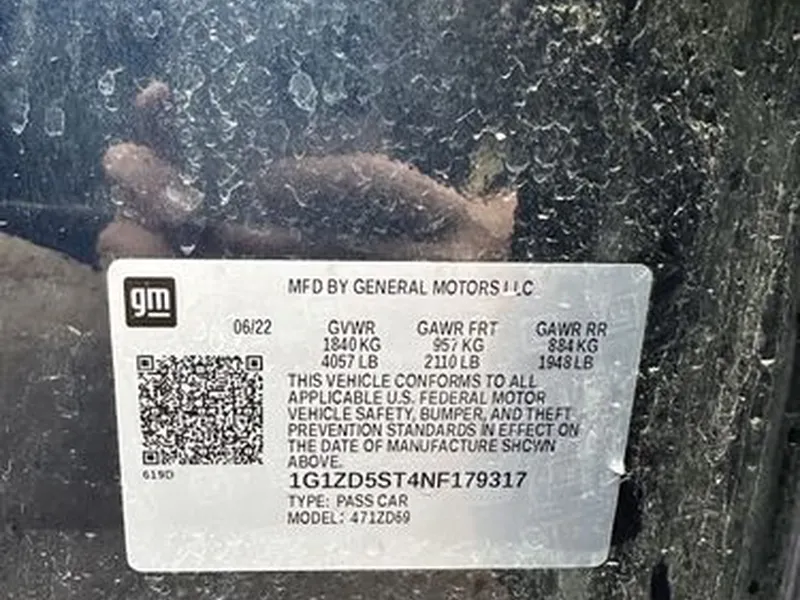 gm
MFD BY GENERAL MOTORS LLC
06/22
GVWR GAWR FRT GAWR RR
1840 KG 957 KG 884 KG
4057 LB 2110 LB 1948 LB
THIS VEHICLE CONFORMS TO ALL
APPLICABLE U.S. FEDERAL MOTOR
VEHICLE SAFETY, BUMPER, AND THEFT
PREVENTION STANDARDS IN EFFECT ON
THE DATE OF MANUFACTURE SHOWN
ABOVE.
619D
1G1ZD5ST4NF179317
TYPE: PASS CAR
MODEL: 471ZD69